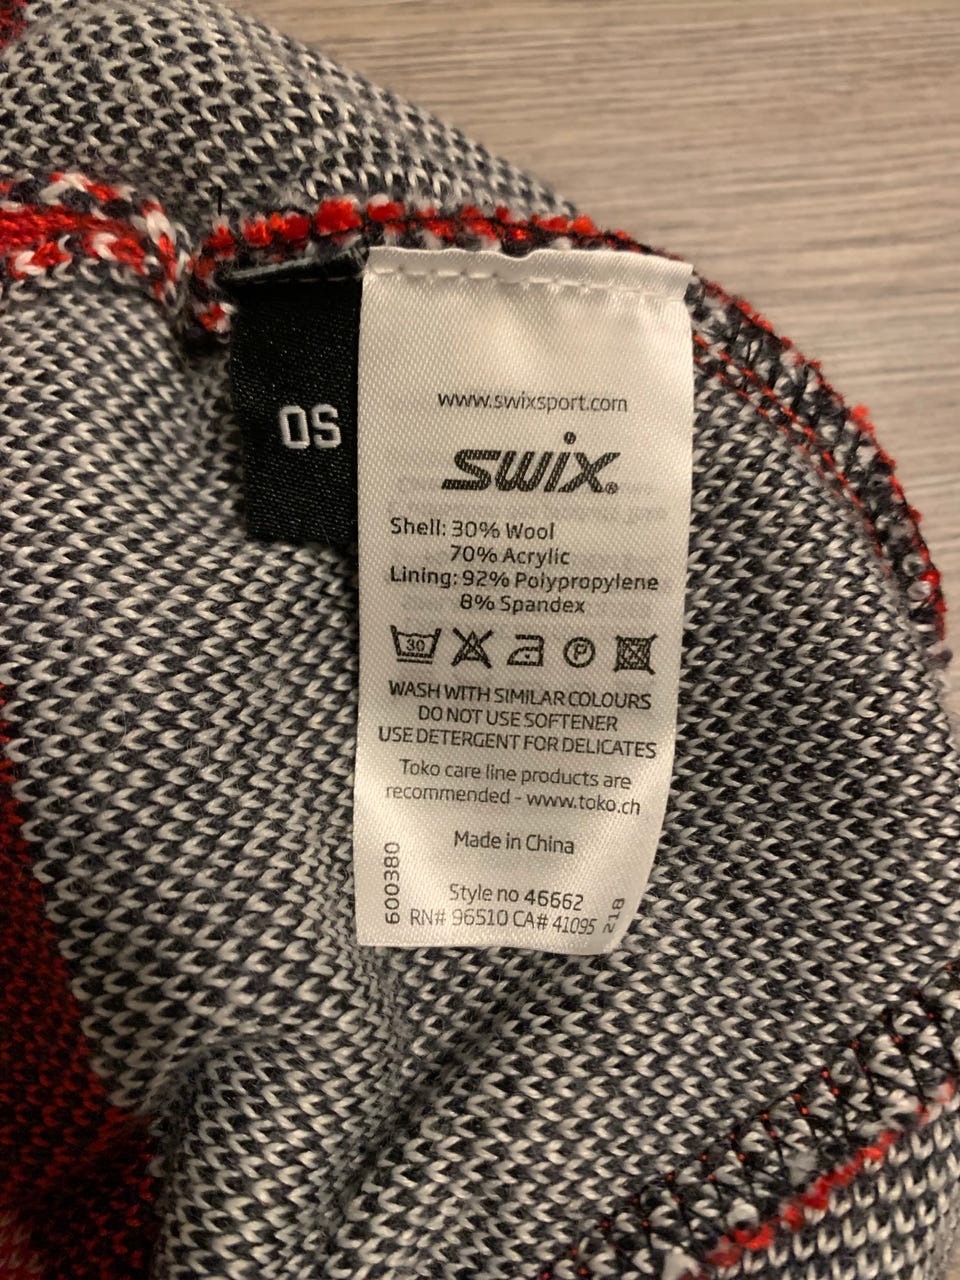 OS
www.swixsport.com
swix®
Shell: 30% Wool
70% Acrylic
Lining: 92% Polypropylene
8% Spandex
30 P
WASH WITH SIMILAR COLOURS
DO NOT USE SOFTENER
USE DETERGENT FOR DELICATES
Toko care line products are
recommended - www.toko.ch
Made in China
600380
Style no 46662
RN# 96510 CA# 41095
218